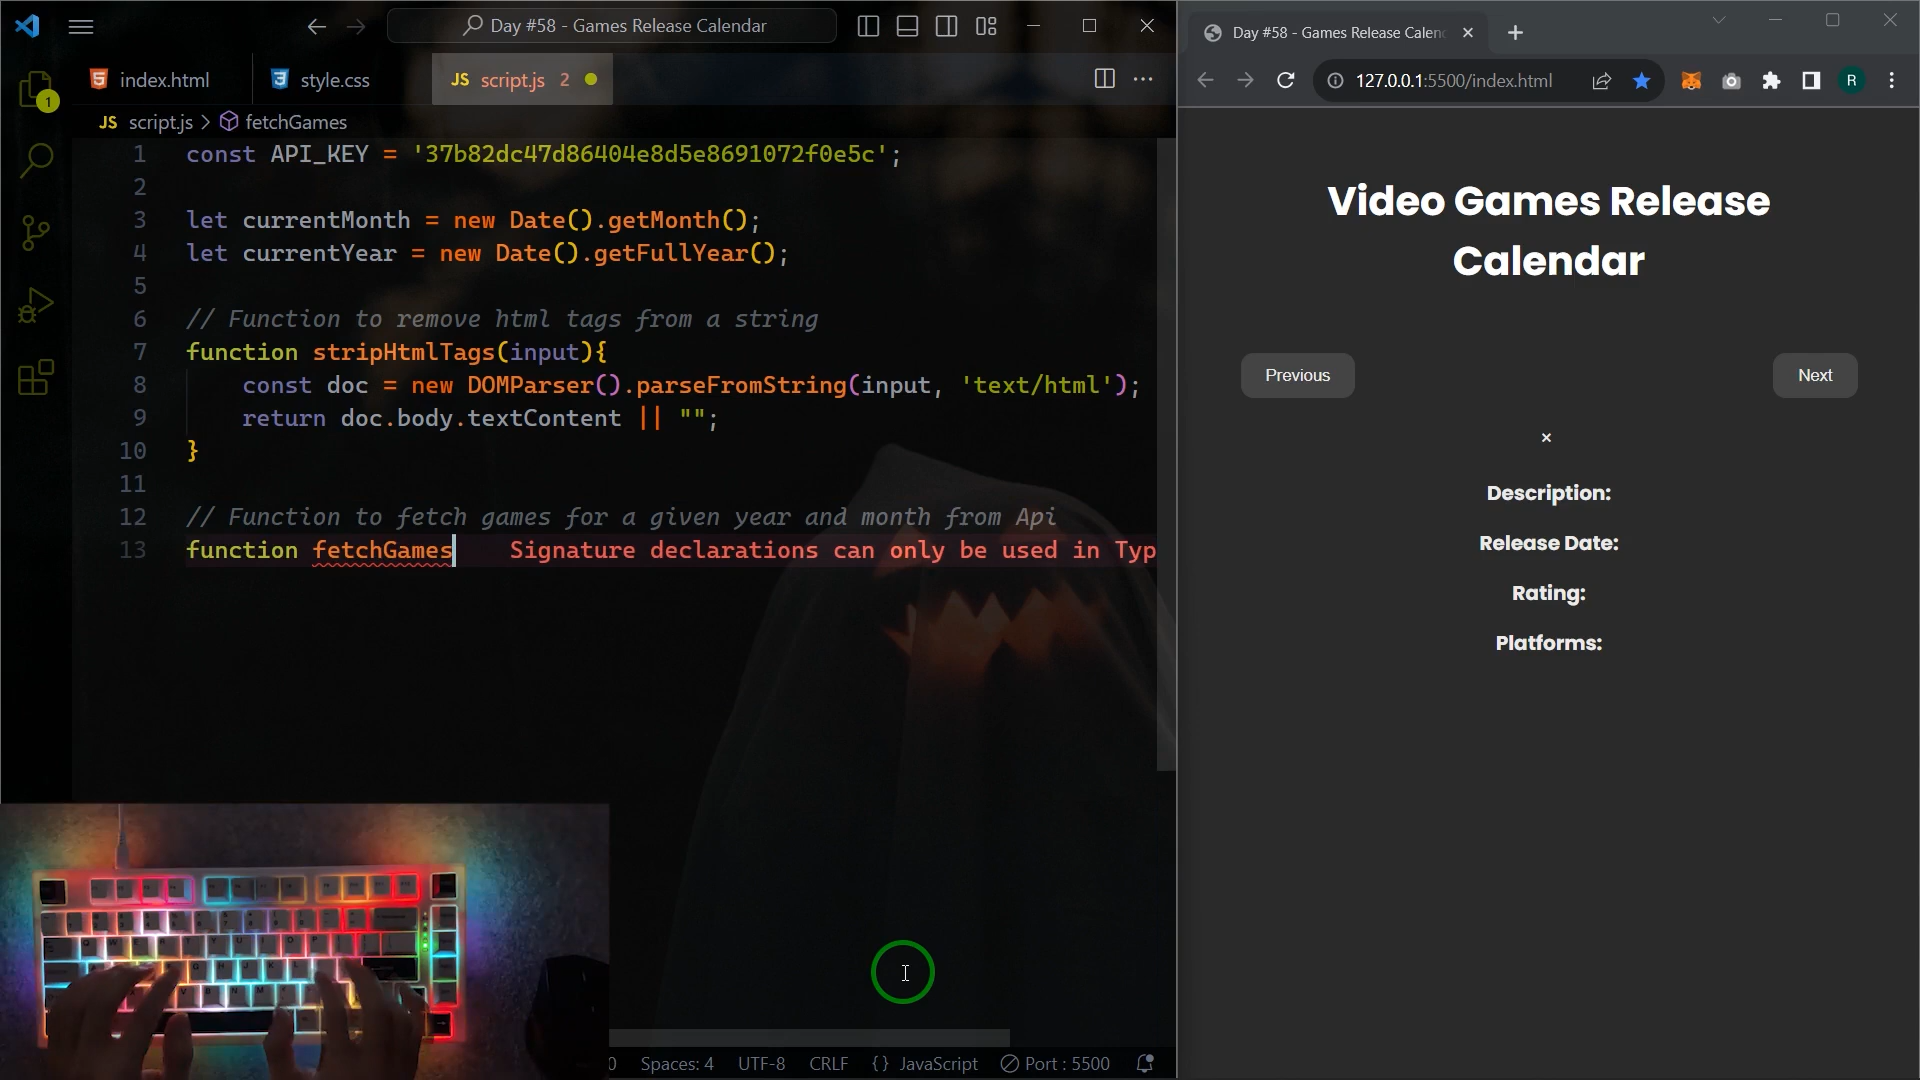 Day #58 - Games Release Calendar
index.html
style.css
JS script.js 2
1
JS script.js > fetchGames
1 const API_KEY = '37b82dc47d86404e8d5e8691072f0e5c';
2
3 let currentMonth = new Date().getMonth();
4 let currentYear = new Date().getFullYear();
5
6 // Function to remove html tags from a string
7 function stripHtmlTags(input){
8 const doc = new DOMParser().parseFromString(input, 'text/html');
9 return doc.body.textContent || "";
10 }
11
12 // Function to fetch games for a given year and month from Api
13 function fetchGames Signature declarations can only be used in Typ
0 Spaces: 4 UTF-8 CRLF {} JavaScript Port : 5500
Day #58 - Games Release Calen
127.0.0.1:5500/index.html
R
Video Games Release
Calendar
Previous
Next
×
Description:
Release Date:
Rating:
Platforms: